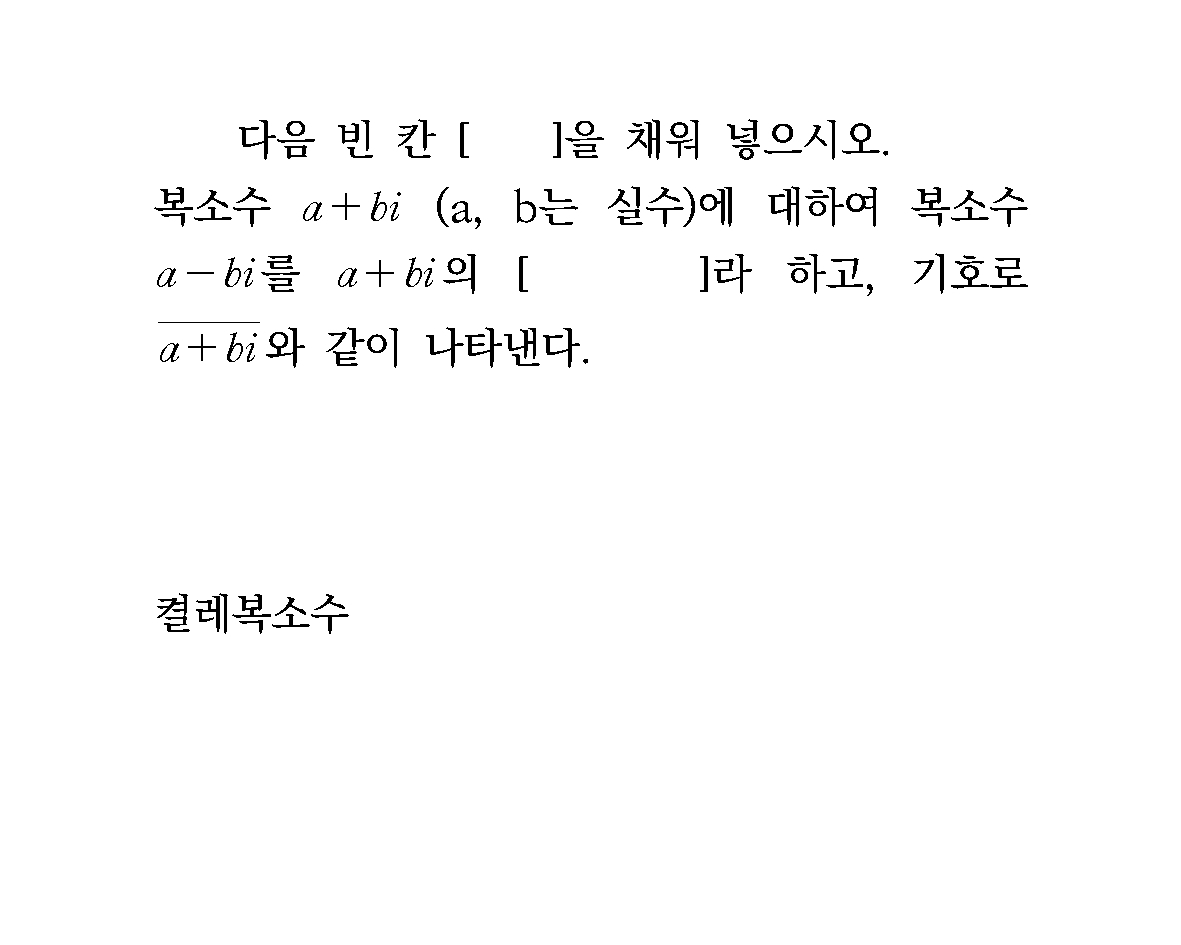 다음 빈 칸 [ ]을 채워 넣으시오.
복소수 a+bi (a, b는 실수)에 대하여 복소수
a−bi를 a+bi의 [ ]라 하고, 기호로
a+bi와 같이 나타낸다.
켤레복소수